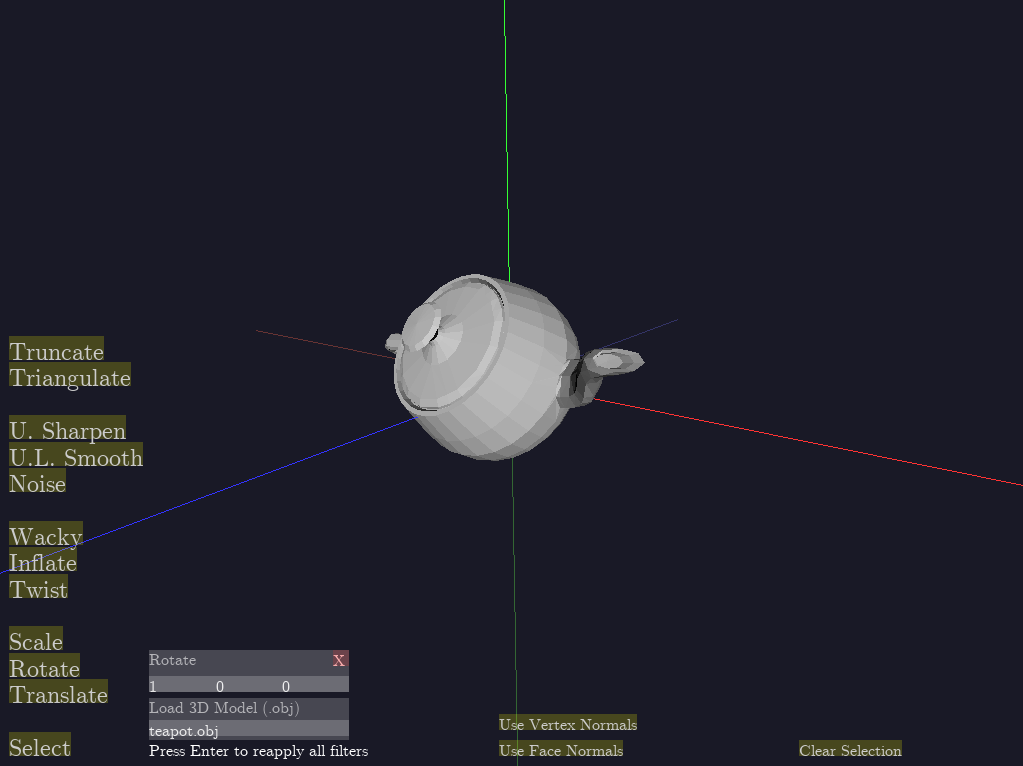 Truncate
Triangulate
U. Sharpen
U.L. Smooth
Noise
Wacky
Inflate
Twist
Scale
Rotate
Translate
Select
Rotate X
1 0 0
Load 3D Model (.obj)
teapot.obj
Press Enter to reapply all filters
Use Vertex Normals
Use Face Normals
Clear Selection